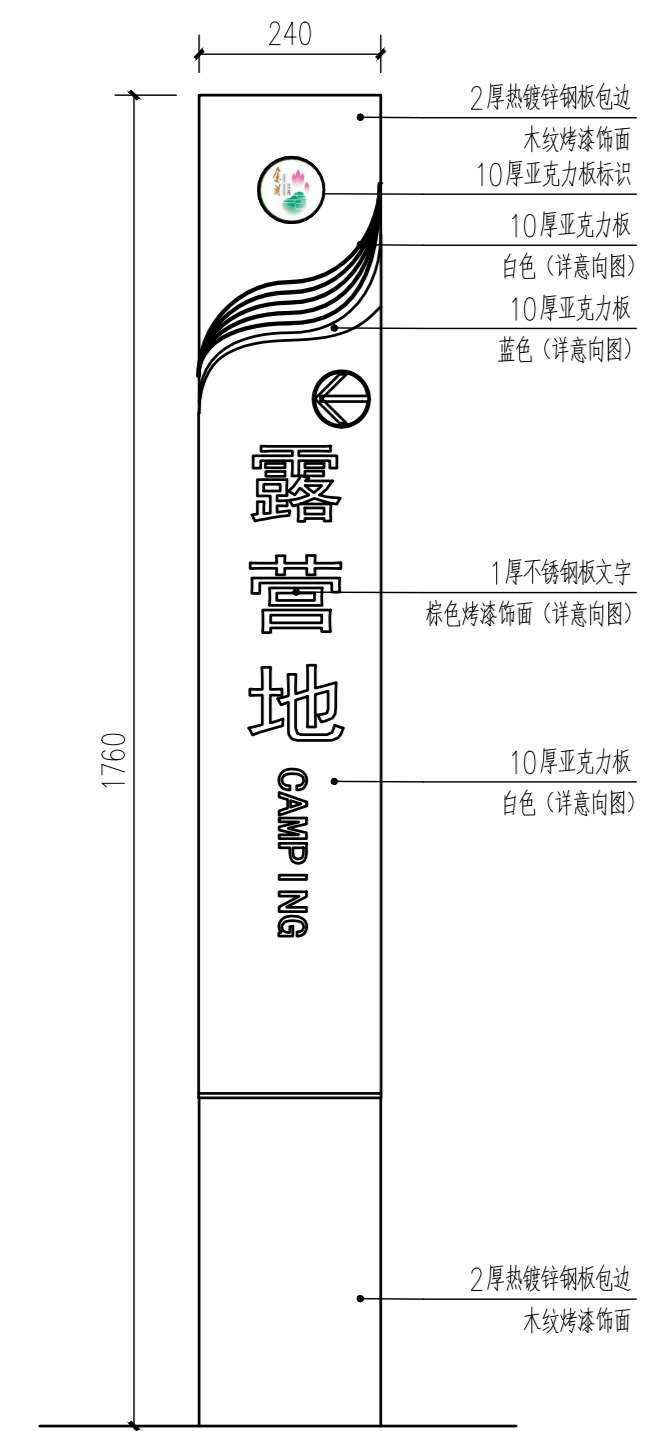 240
2厚热镀锌钢板包边
木纹烤漆饰面
10厚亚克力板标识
10厚亚克力板
白色（详意向图）
10厚亚克力板
蓝色（详意向图）
露
营
地
CAMPING
1厚不锈钢板文字
棕色烤漆饰面（详意向图）
1760
10厚亚克力板
白色（详意向图）
2厚热镀锌钢板包边
木纹烤漆饰面